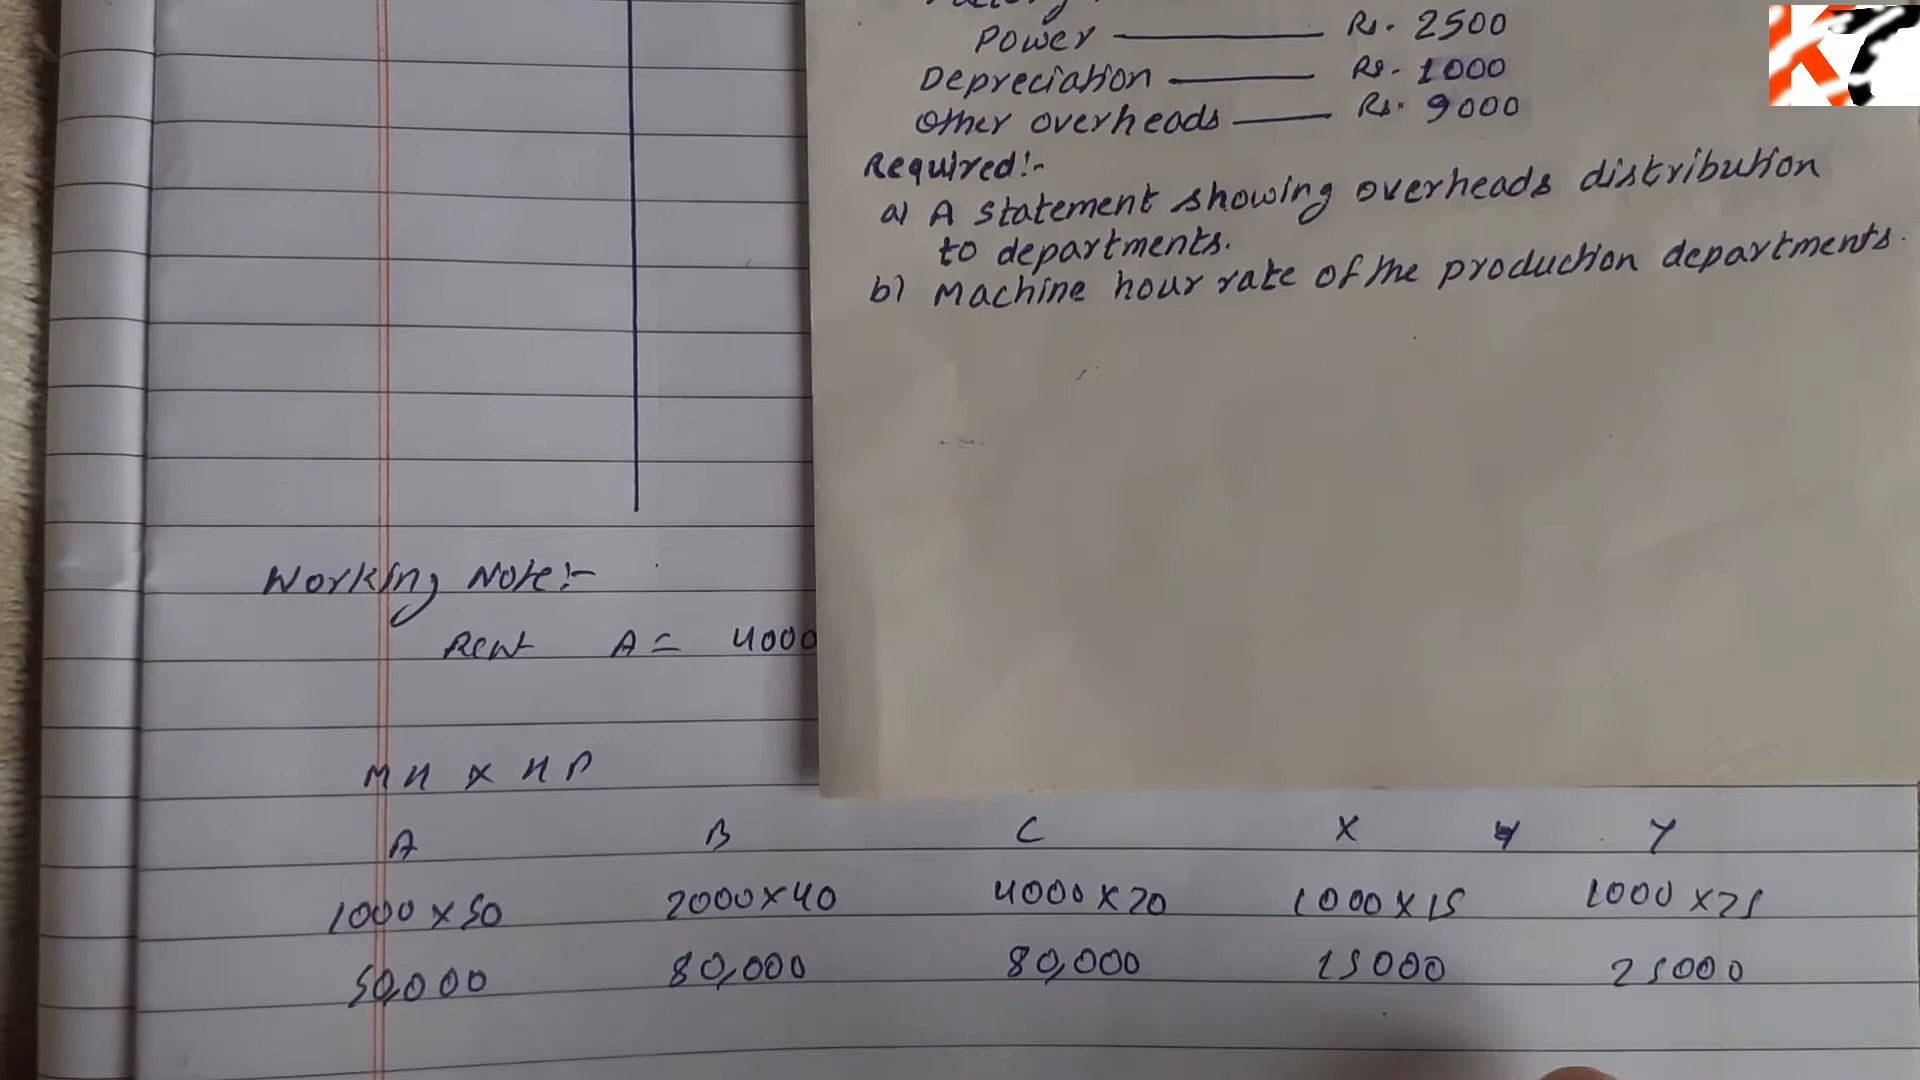 Power — Rs. 2500
Depreciation — Rs. 1000
Other overheads — Rs. 9000
Required:-
a) A statement showing overheads distribution
to departments.
b) Machine hour rate of the production departments.
Working Note:-
Rent A = 4000
MH × HP
A B C X Y Y
1000 × 50 2000 × 40 4000 × 20 1000 × 15 1000 × 25
50,000 80,000 80,000 15000 25000